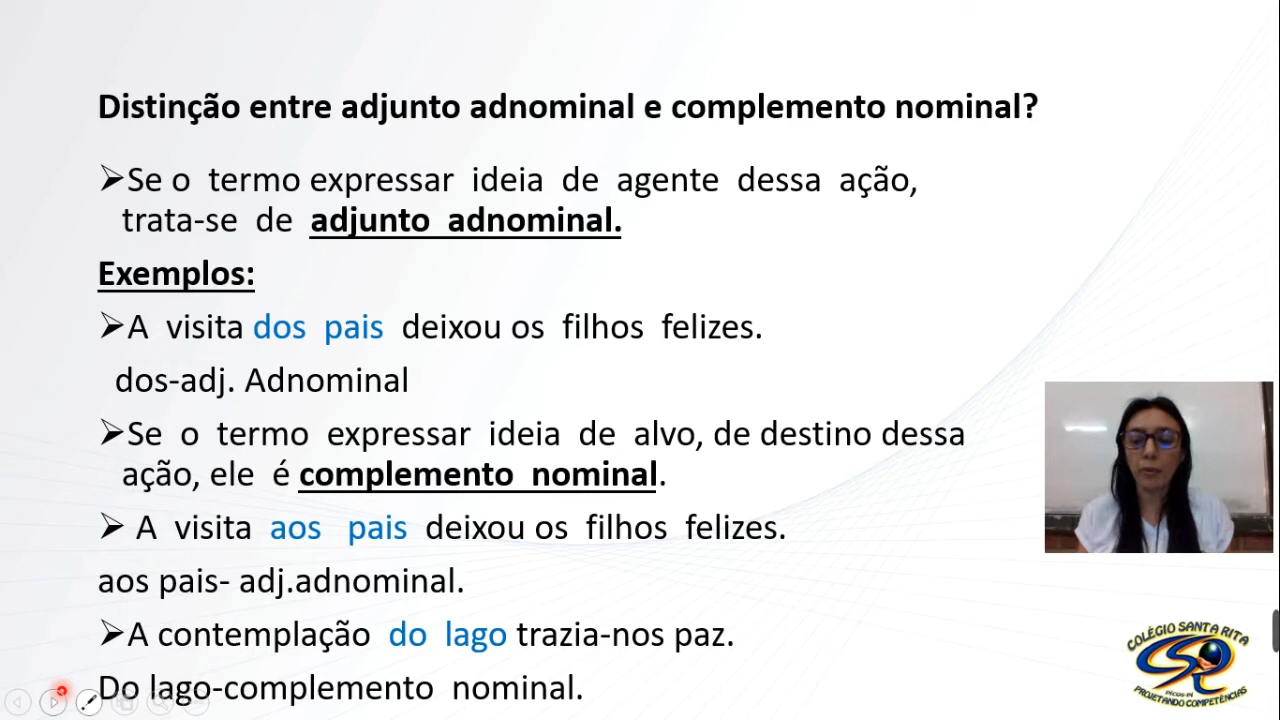 Distinção entre adjunto adnominal e complemento nominal?
➢Se o termo expressar ideia de agente dessa ação,
trata-se de adjunto adnominal.
Exemplos:
➢A visita dos pais deixou os filhos felizes.
dos-adj. Adnominal
➢Se o termo expressar ideia de alvo, de destino dessa
ação, ele é complemento nominal.
➢ A visita aos pais deixou os filhos felizes.
aos pais- adj.adnominal.
➢A contemplação do lago trazia-nos paz.
Do lago-complemento nominal.
COLÉGIO SANTA RITA
PICOS-PI
PROJETANDO COMPETÊNCIAS